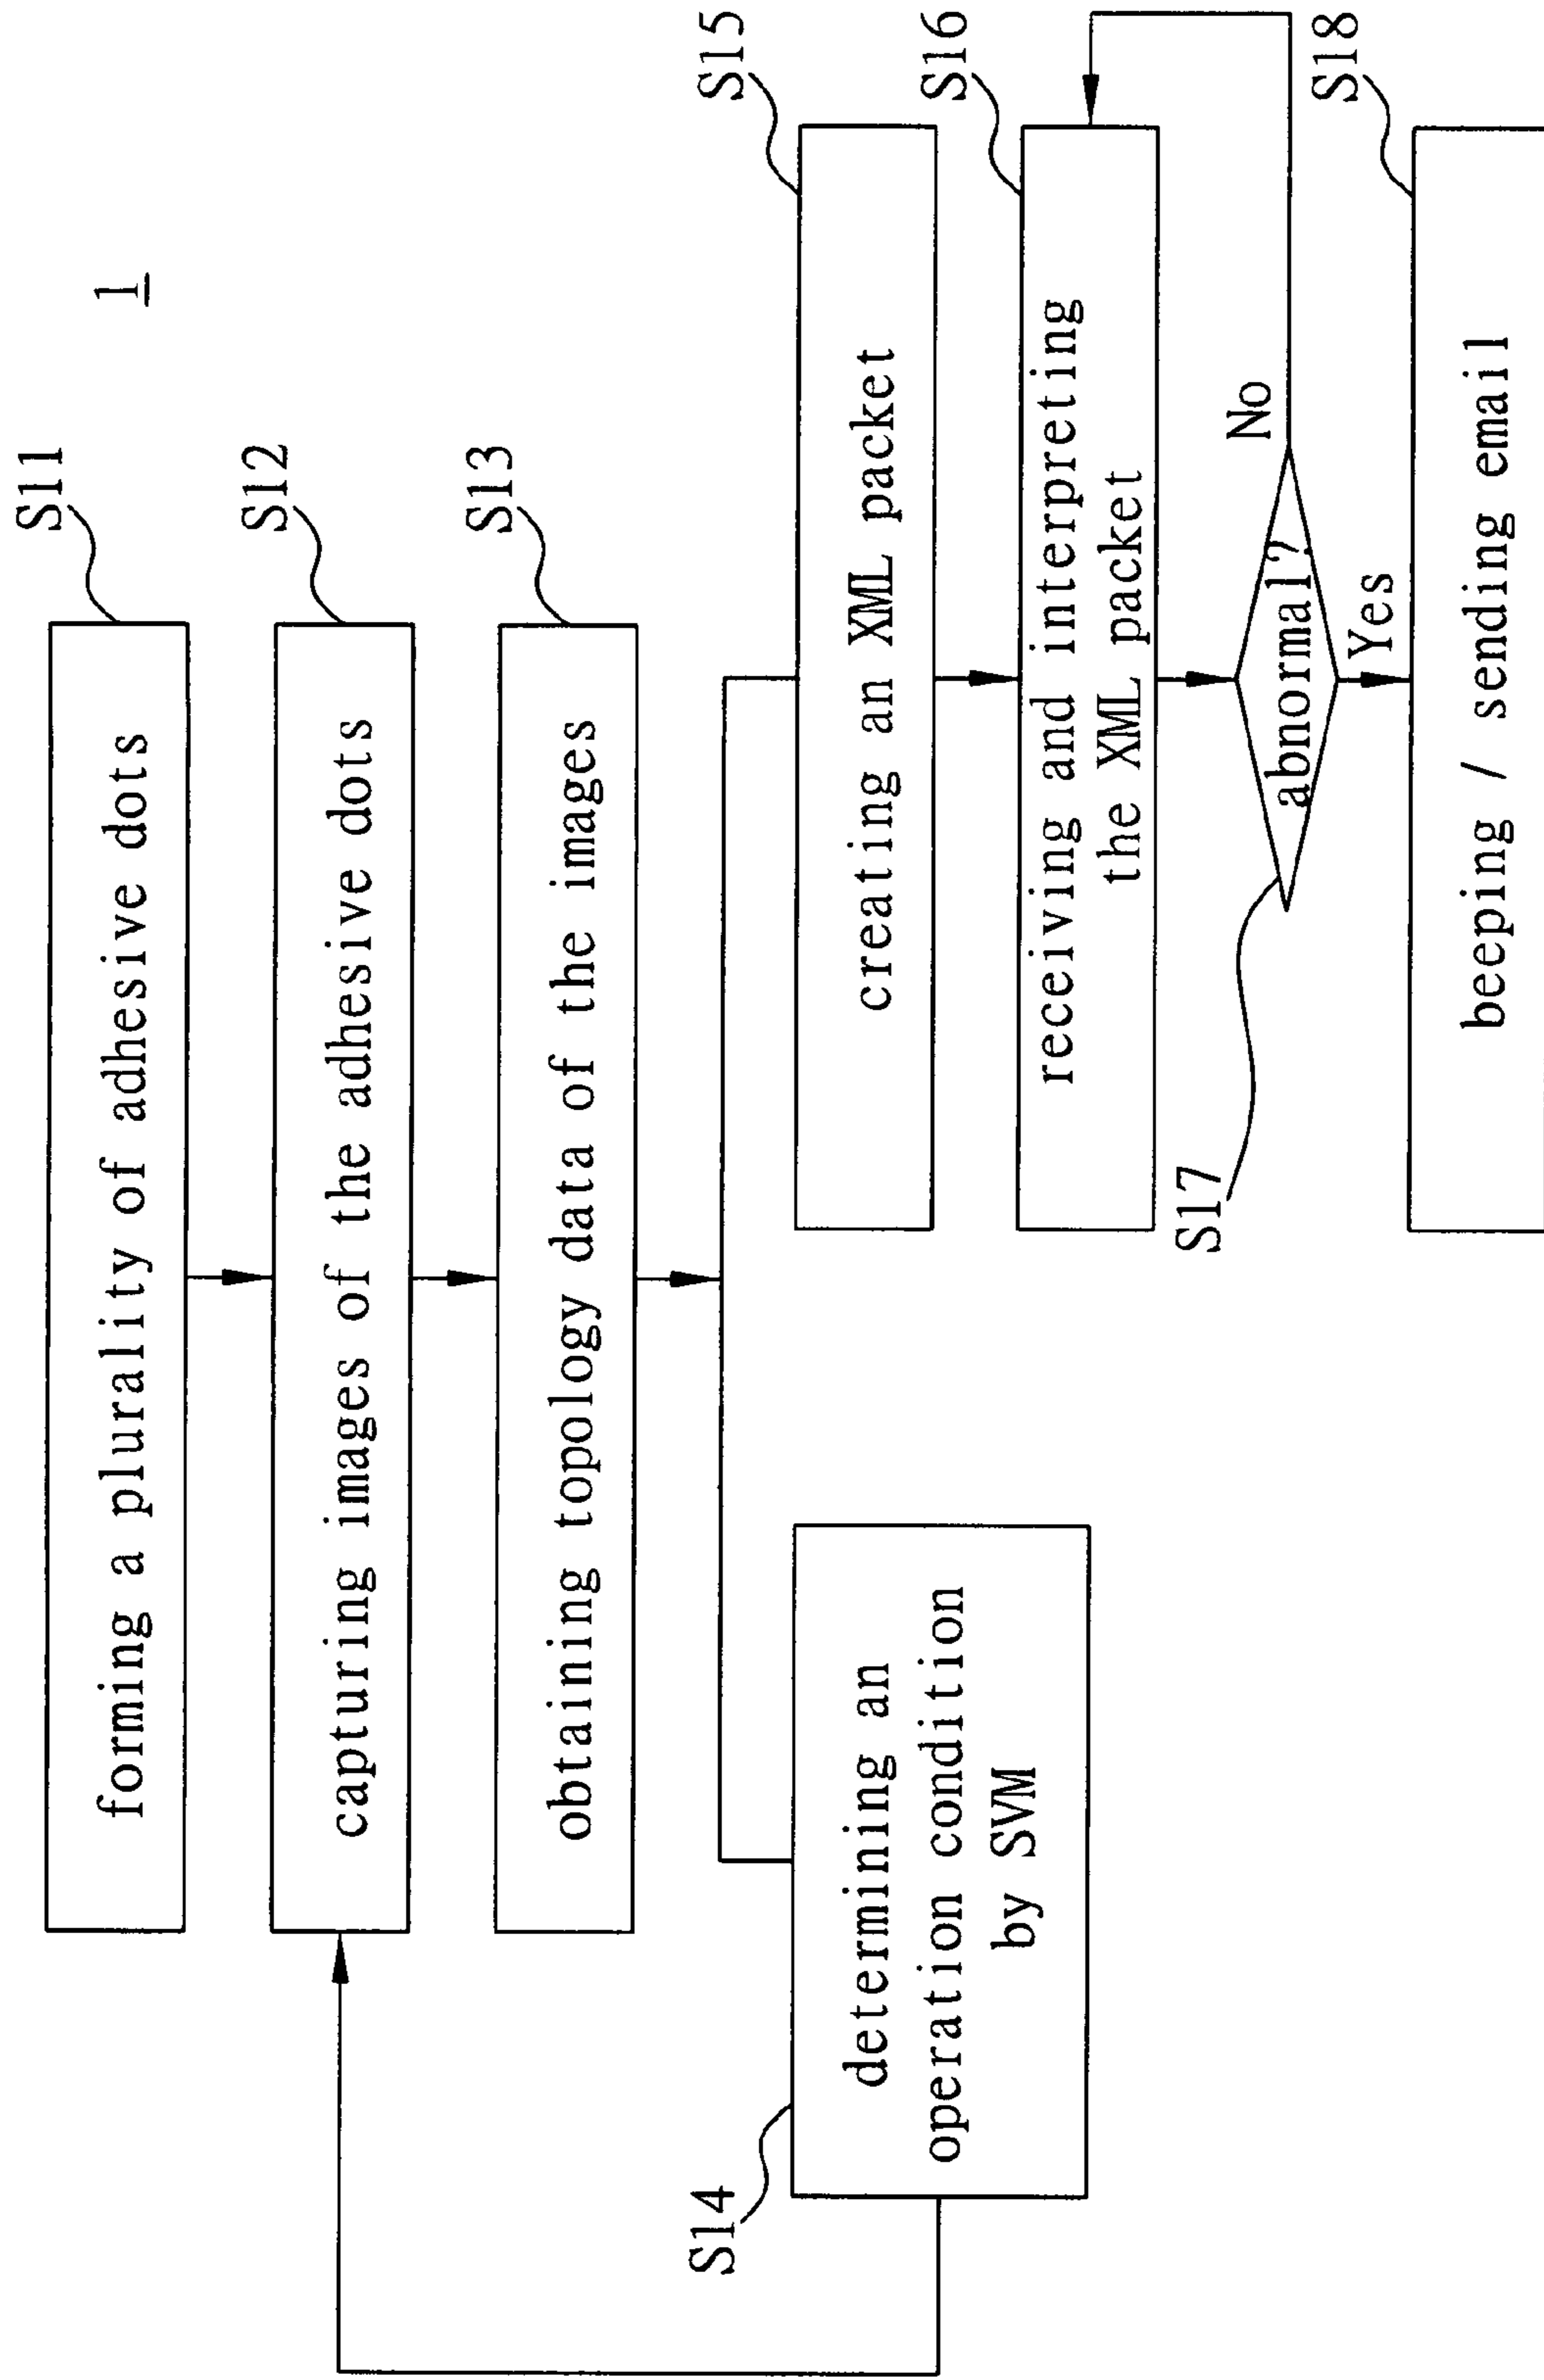 1
S11
forming a plurality of adhesive dots
S12
capturing images of the adhesive dots
S13
obtaining topology data of the images
S14
determining an
operation condition
by SVM
S15
creating an XML packet
S16
receiving and interpreting
the XML packet
S17
abnormal?
No
Yes
S18
beeping / sending email